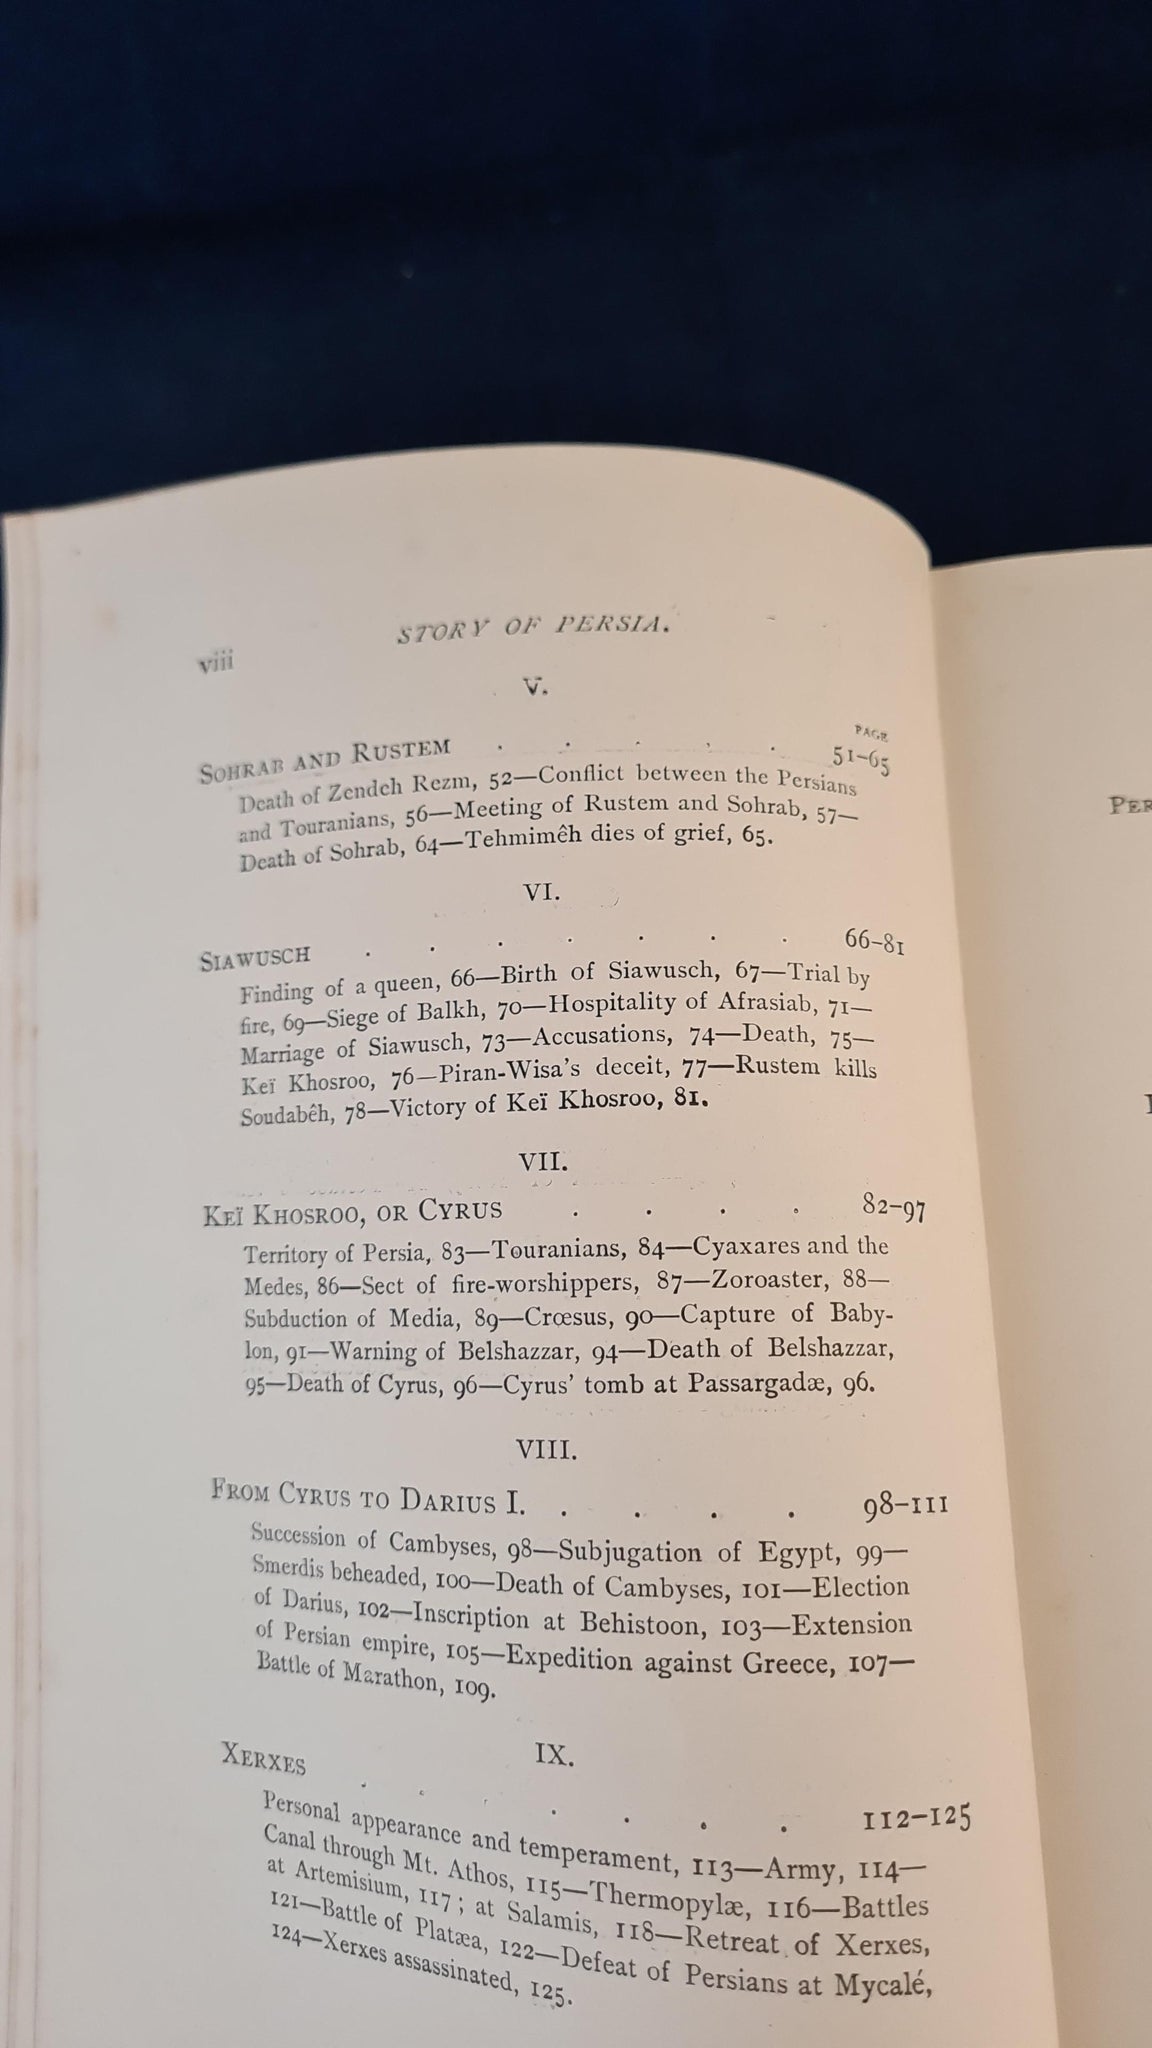 STORY OF PERSIA.
viii
V.
PAGE
SOHRAB AND RUSTEM . . . . . 51-65
Death of Zendeh Rezm, 52—Conflict between the Persians
and Touranians, 56—Meeting of Rustem and Sohrab, 57—
Death of Sohrab, 64—Tehmimêh dies of grief, 65.
VI.
SIAWUSCH . . . . . . . 66-81
Finding of a queen, 66—Birth of Siawusch, 67—Trial by
fire, 69—Siege of Balkh, 70—Hospitality of Afrasiab, 71—
Marriage of Siawusch, 73—Accusations, 74—Death, 75—
Keï Khosroo, 76—Piran-Wisa's deceit, 77—Rustem kills
Soudabêh, 78—Victory of Keï Khosroo, 81.
VII.
KEÏ KHOSROO, OR CYRUS . . . . 82-97
Territory of Persia, 83—Touranians, 84—Cyaxares and the
Medes, 86—Sect of fire-worshippers, 87—Zoroaster, 88—
Subduction of Media, 89—Crœsus, 90—Capture of Baby-
lon, 91—Warning of Belshazzar, 94—Death of Belshazzar,
95—Death of Cyrus, 96—Cyrus' tomb at Passargadæ, 96.
VIII.
FROM CYRUS TO DARIUS I. . . . . 98-111
Succession of Cambyses, 98—Subjugation of Egypt, 99—
Smerdis beheaded, 100—Death of Cambyses, 101—Election
of Darius, 102—Inscription at Behistoon, 103—Extension
of Persian empire, 105—Expedition against Greece, 107—
Battle of Marathon, 109.
IX.
XERXES . . . . . . . 112-125
Personal appearance and temperament, 113—Army, 114—
Canal through Mt. Athos, 115—Thermopylæ, 116—Battles
at Artemisium, 117; at Salamis, 118—Retreat of Xerxes,
121—Battle of Platæa, 122—Defeat of Persians at Mycalé,
124—Xerxes assassinated, 125.
PER